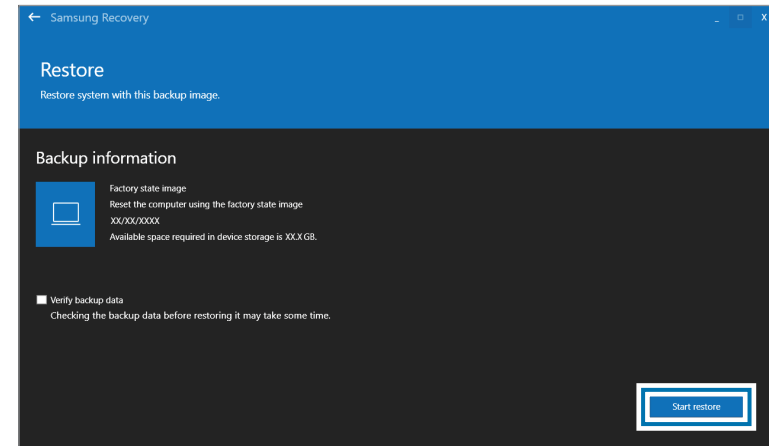 Samsung Recovery
Restore
Restore system with this backup image.
Backup information
Factory state image
Reset the computer using the factory state image
XX/XX/XXXX
Available space required in device storage is XX.X GB.
Verify backup data
Checking the backup data before restoring it may take some time.
Start restore